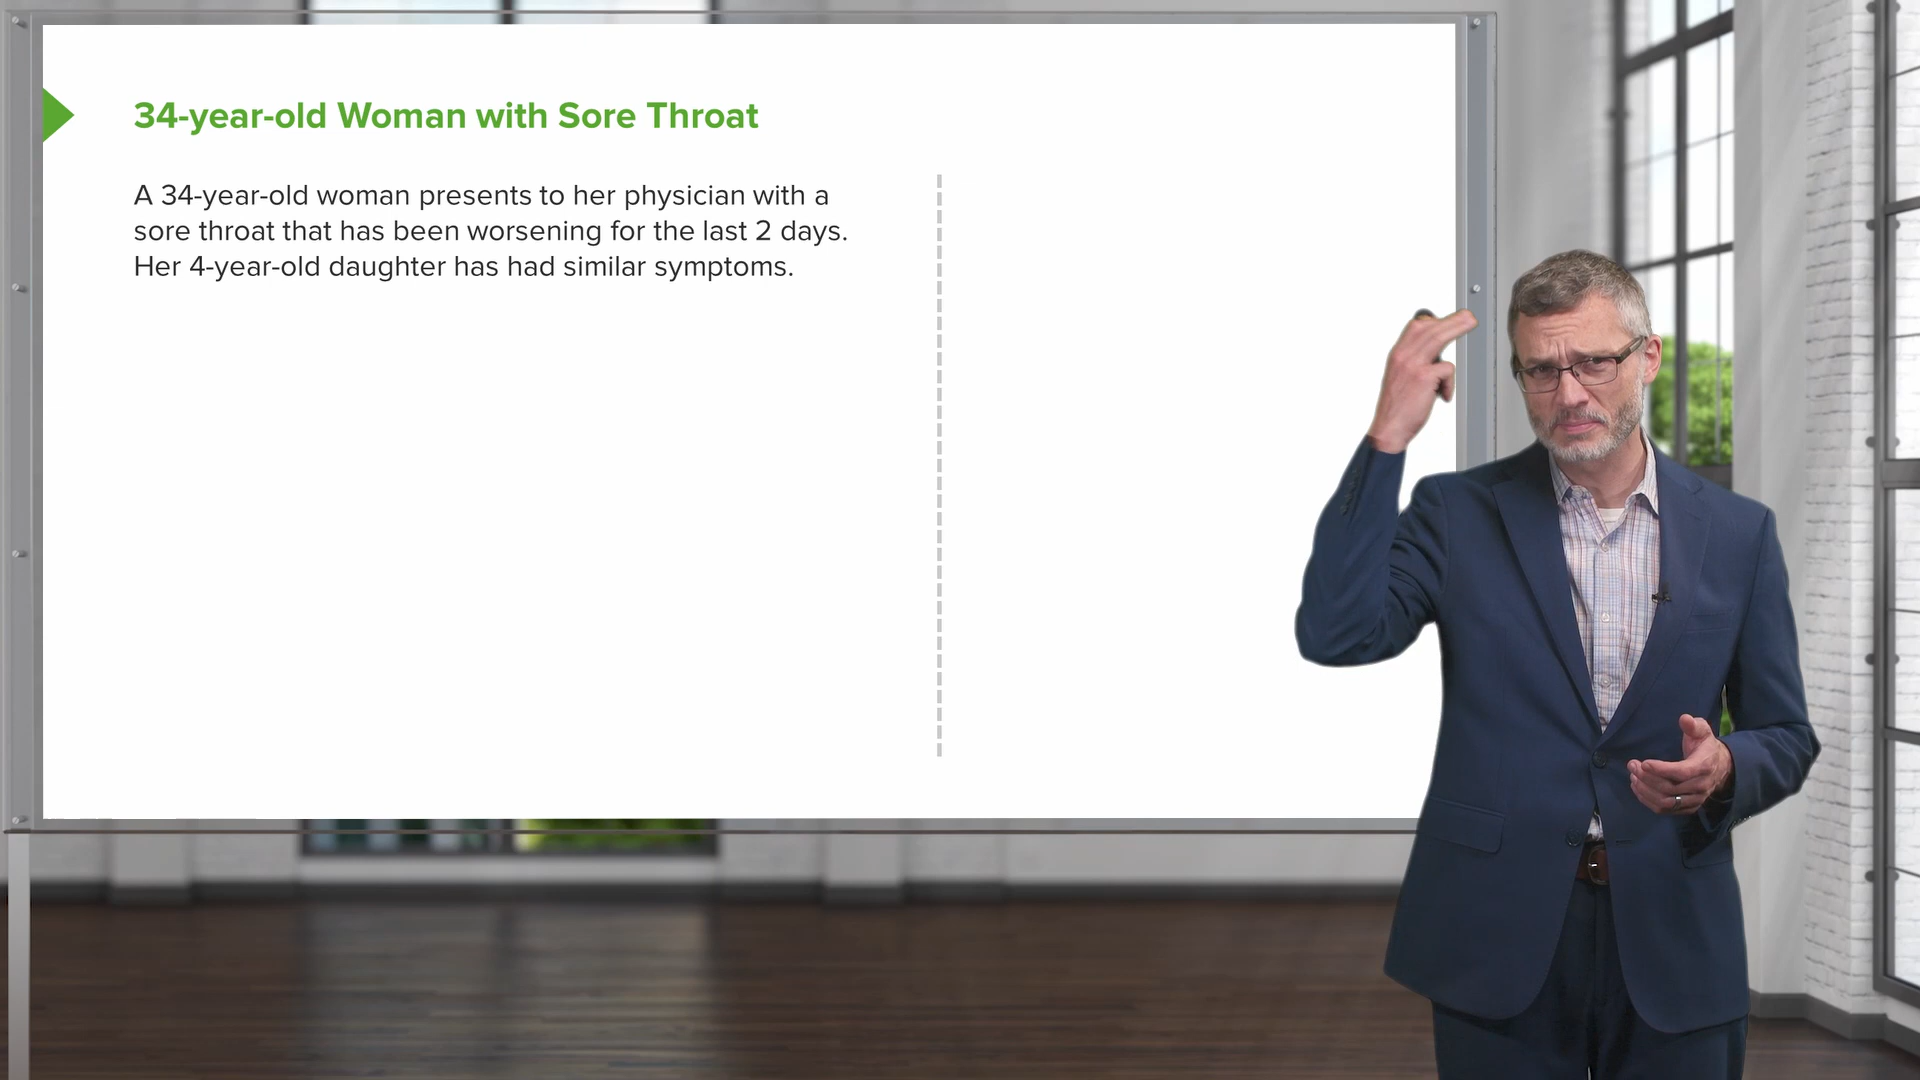 34-year-old Woman with Sore Throat
A 34-year-old woman presents to her physician with a
sore throat that has been worsening for the last 2 days.
Her 4-year-old daughter has had similar symptoms.